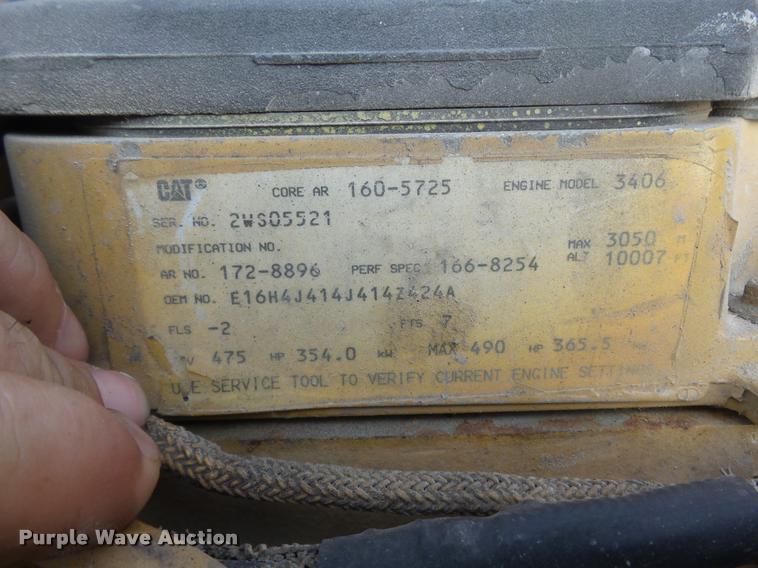 CAT® CORE AR 160-5725 ENGINE MODEL 3406
SER. NO. 2WS05521
MODIFICATION NO.
AR NO. 172-8896 PERF SPEC 166-8254 MAX ALT 3050 M 10007 FT
OEM NO. E16H4J414J414Z424A
FLS -2 FTS 7
475 HP 354.0 kW MAX 490 HP 365.5
USE SERVICE TOOL TO VERIFY CURRENT ENGINE SETTINGS
Purple Wave Auction